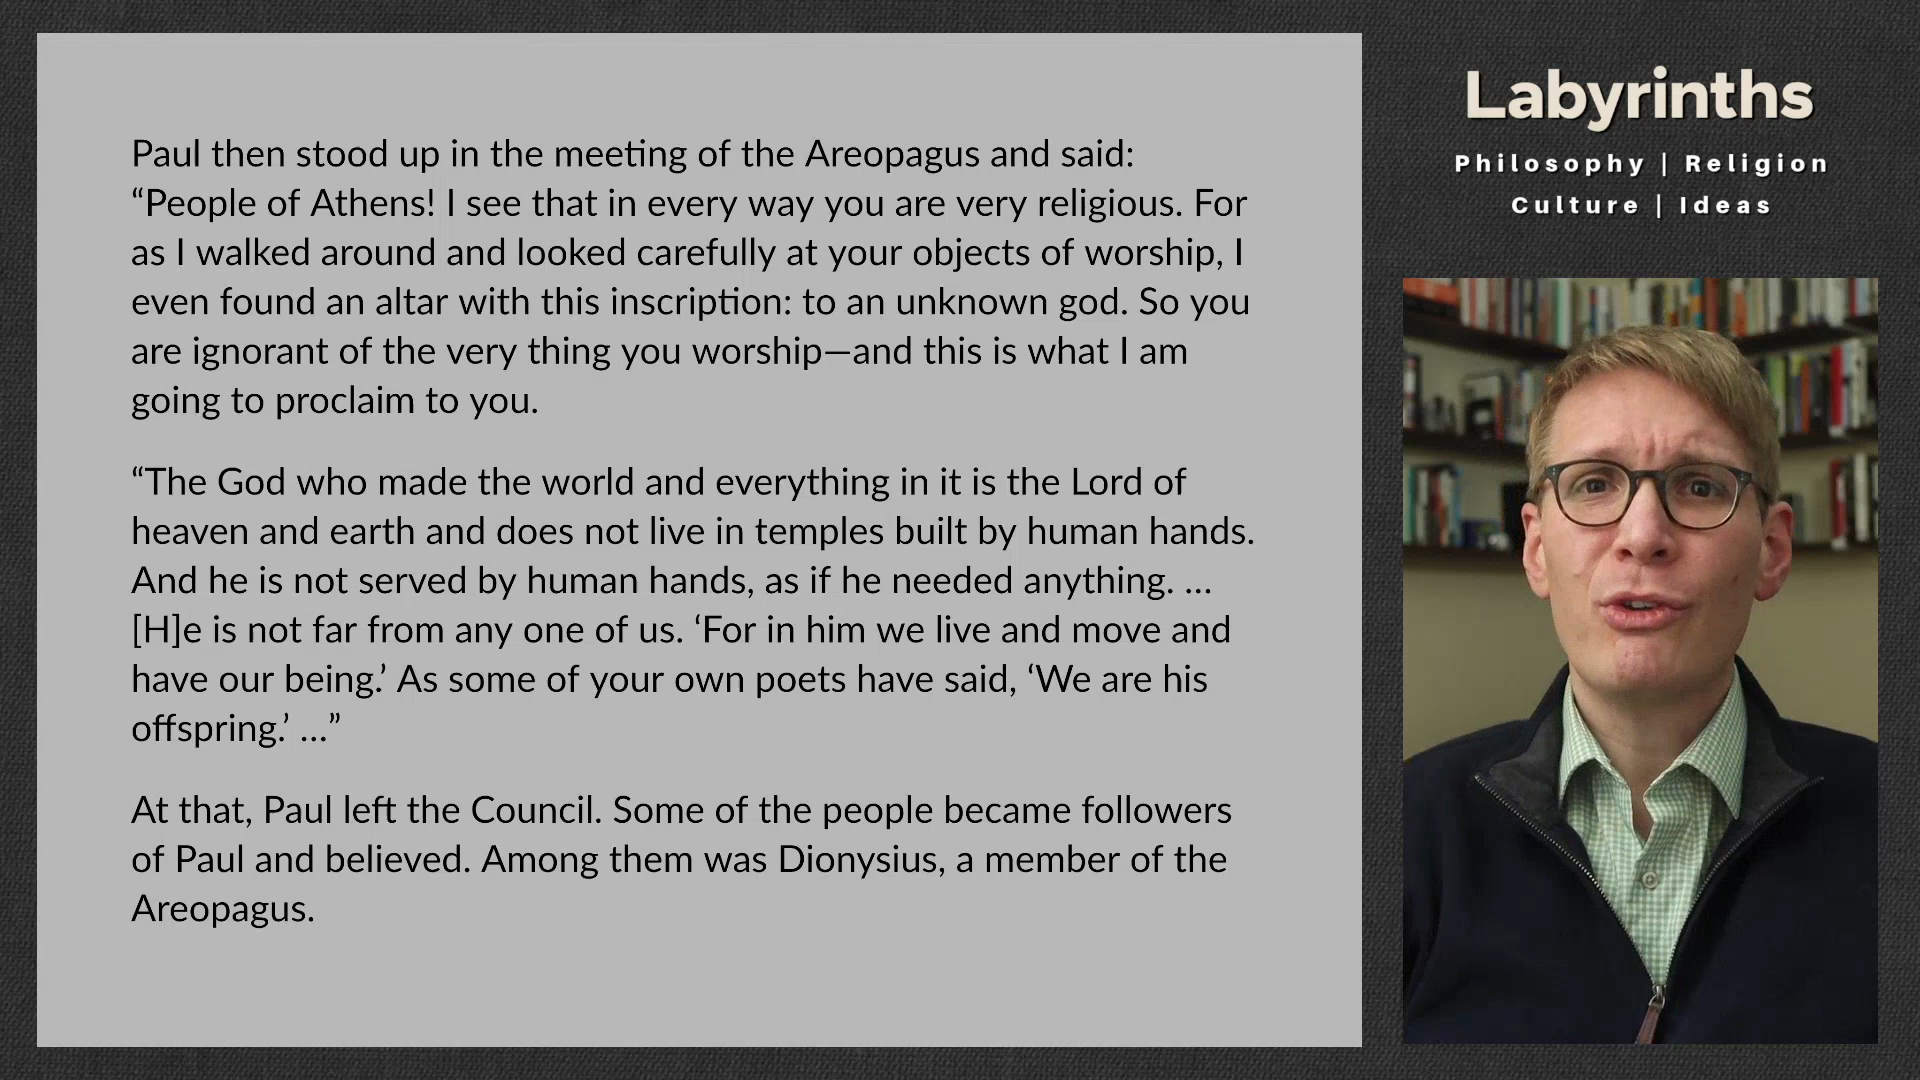 Paul then stood up in the meeting of the Areopagus and said:
“People of Athens! I see that in every way you are very religious. For
as I walked around and looked carefully at your objects of worship, I
even found an altar with this inscription: to an unknown god. So you
are ignorant of the very thing you worship—and this is what I am
going to proclaim to you.
“The God who made the world and everything in it is the Lord of
heaven and earth and does not live in temples built by human hands.
And he is not served by human hands, as if he needed anything. ...
[H]e is not far from any one of us. ‘For in him we live and move and
have our being.’ As some of your own poets have said, ‘We are his
offspring.’ ...”
At that, Paul left the Council. Some of the people became followers
of Paul and believed. Among them was Dionysius, a member of the
Areopagus.
Labyrinths
Philosophy | Religion
Culture | Ideas